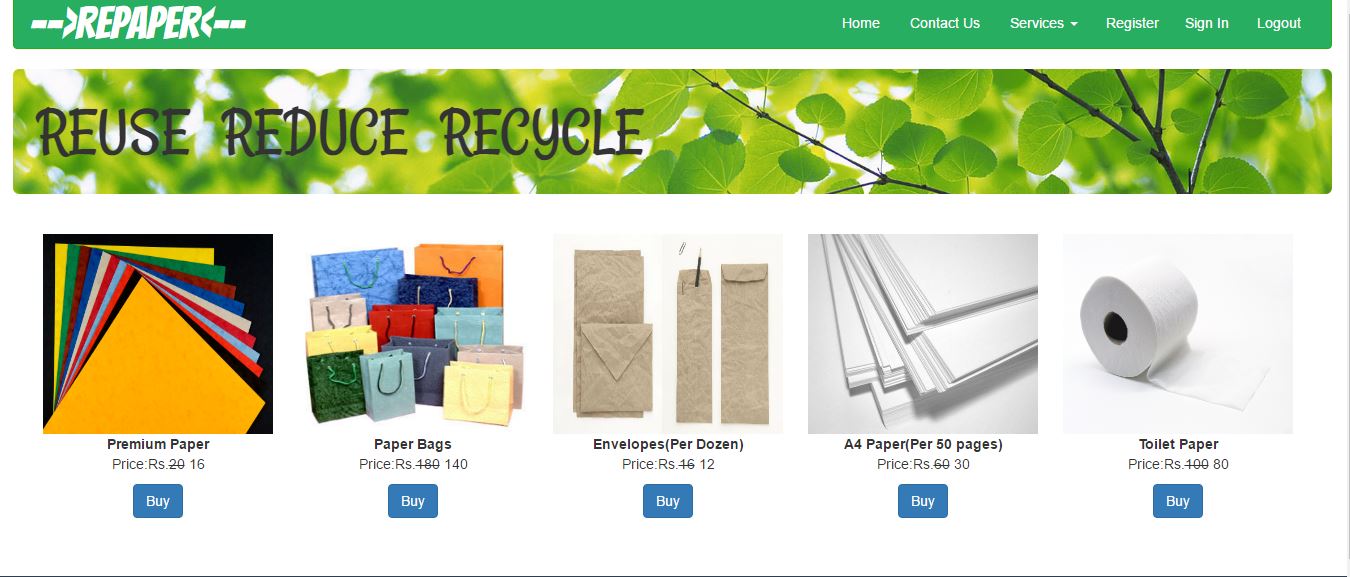 -->REPAPER<--
Home Contact Us Services Register Sign In Logout
REUSE REDUCE RECYCLE
Premium Paper
Price:Rs.20 16
Buy
Paper Bags
Price:Rs.180 140
Buy
Envelopes(Per Dozen)
Price:Rs.16 12
Buy
A4 Paper(Per 50 pages)
Price:Rs.60 30
Buy
Toilet Paper
Price:Rs.100 80
Buy